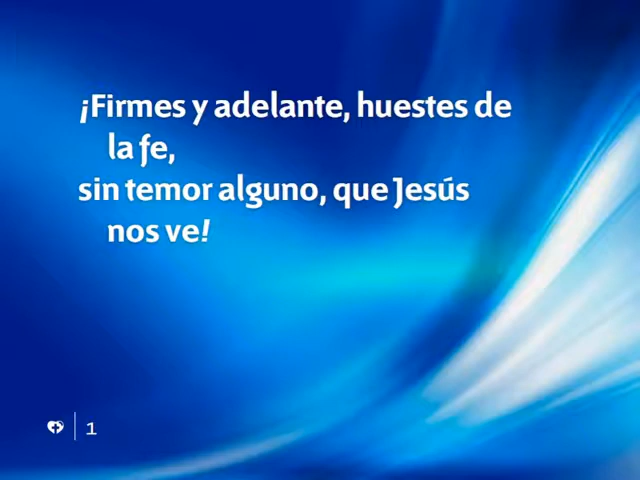 ¡Firmes y adelante, huestes de
la fe,
sin temor alguno, que Jesús
nos ve!
1